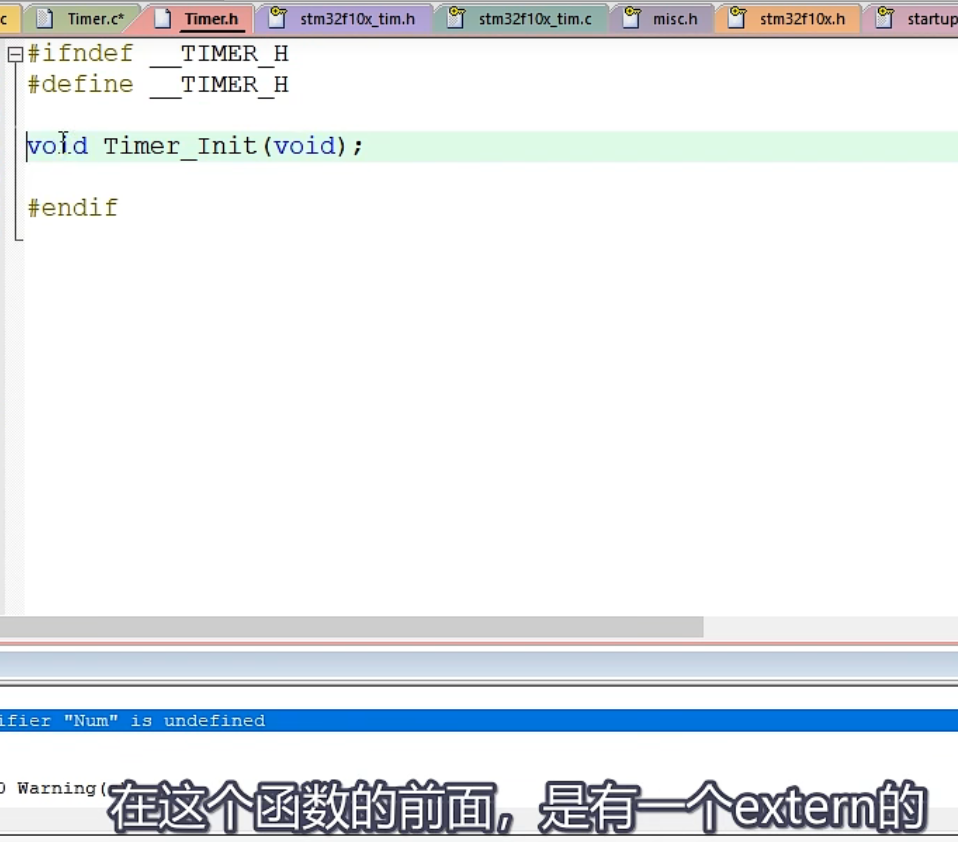 c Timer.c* Timer.h stm32f10x_tim.h stm32f10x_tim.c misc.h stm32f10x.h startup
#ifndef __TIMER_H
#define __TIMER_H
void Timer_Init(void);
#endif
ifier "Num" is undefined
0 Warning(
在这个函数的前面，是有一个extern的